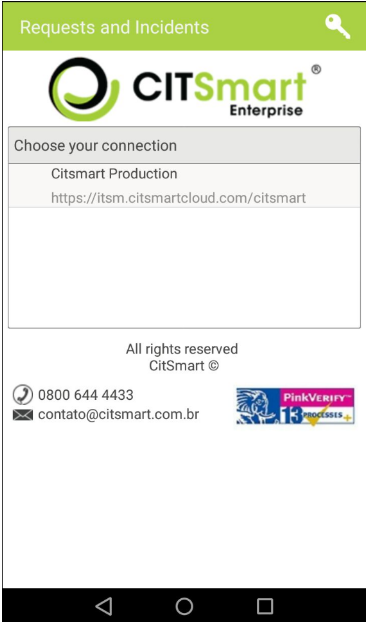 Requests and Incidents
CITSmart ®
Enterprise
Choose your connection
Citsmart Production
https://itsm.citsmartcloud.com/citsmart
All rights reserved
CitSmart ©
0800 644 4433
contato@citsmart.com.br
PINKVERIFY™
13 PROCESSES +